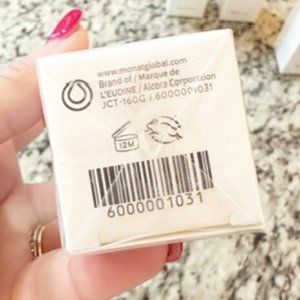 www.monatglobal.com
Brand of / Marque de
L'EUDINE / Alcora Corporation
JCT-160G / 6000001031
12M
6000001031